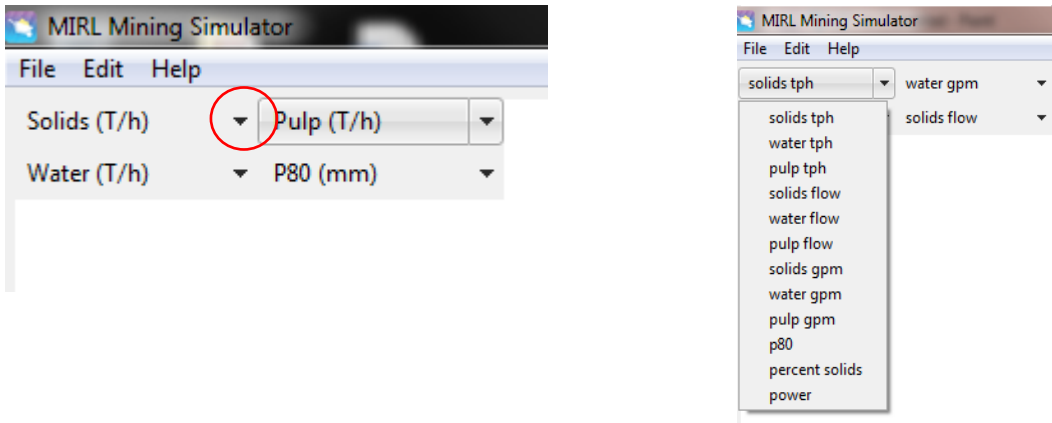 MIRL Mining Simulator
File Edit Help
Solids (T/h) Pulp (T/h)
Water (T/h) P80 (mm)
MIRL Mining Simulator
File Edit Help
solids tph water gpm
solids flow
solids tph
water tph
pulp tph
solids flow
water flow
pulp flow
solids gpm
water gpm
pulp gpm
p80
percent solids
power